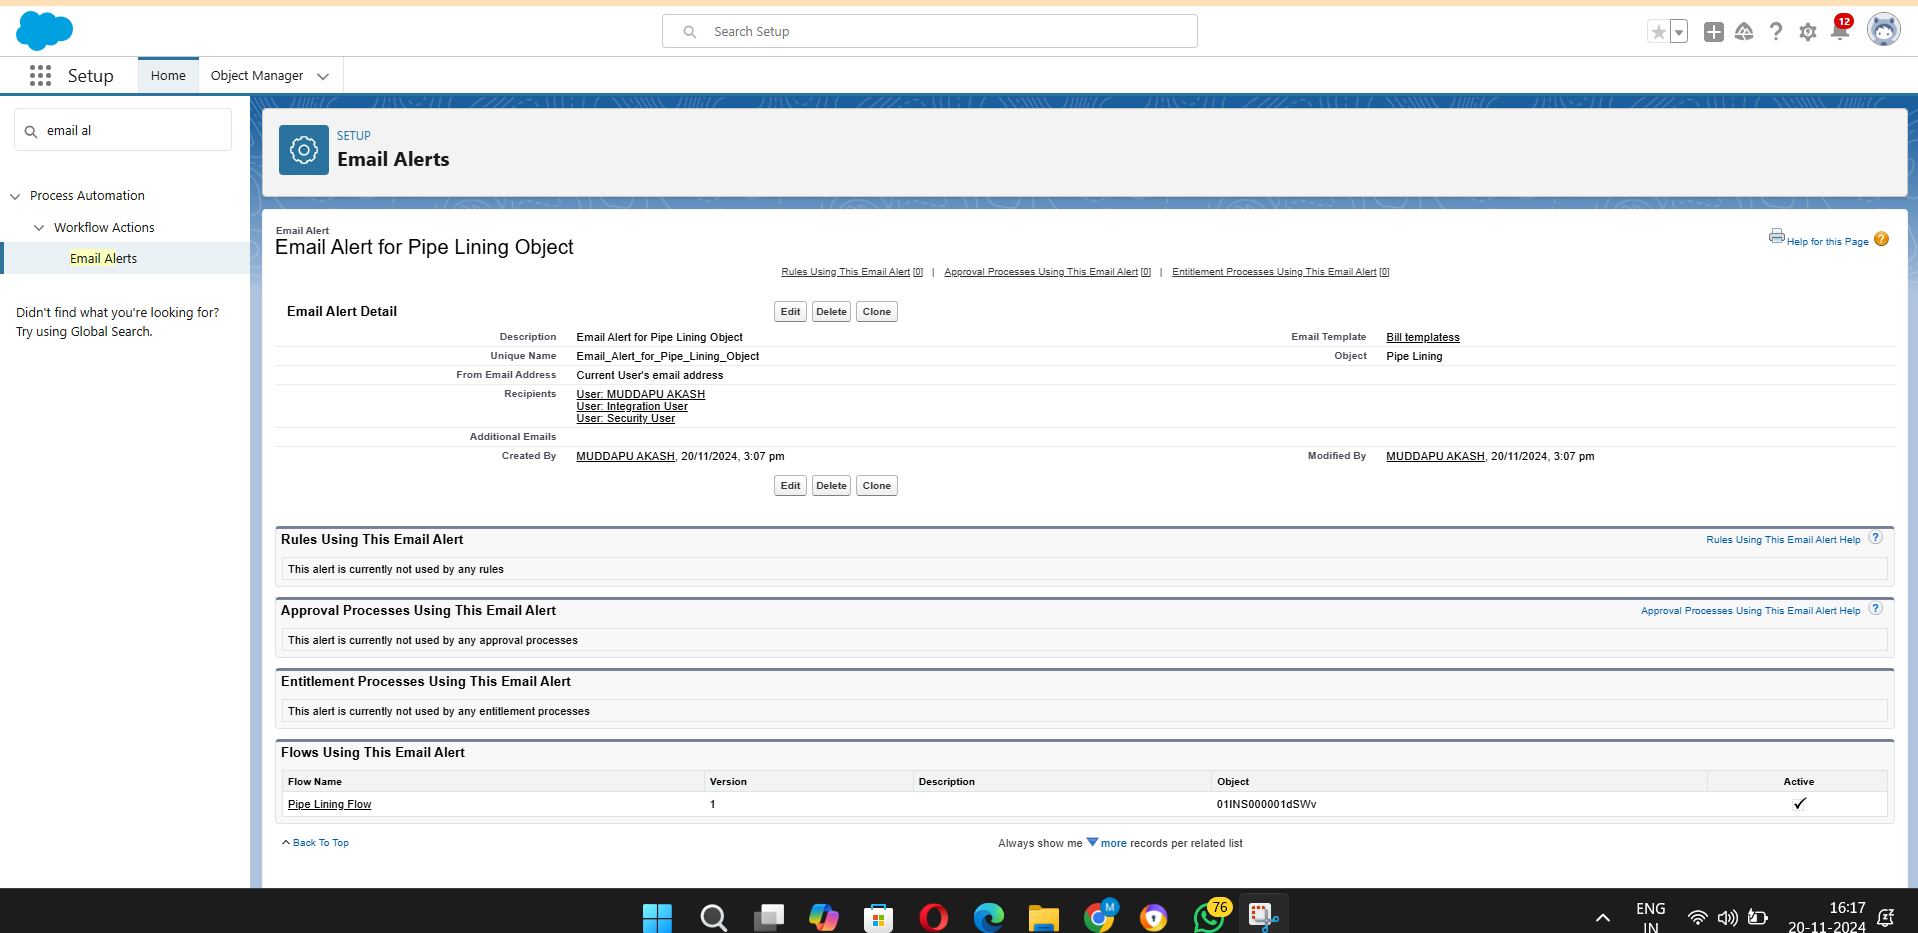 Search Setup
12
Setup
Home
Object Manager
email al
SETUP
Email Alerts
Process Automation
Workflow Actions
Email Alerts
Didn't find what you're looking for?
Try using Global Search.
Email Alert
Email Alert for Pipe Lining Object
Help for this Page ?
Rules Using This Email Alert [0] | Approval Processes Using This Email Alert [0] | Entitlement Processes Using This Email Alert [0]
Email Alert Detail
Edit Delete Clone
Description Email Alert for Pipe Lining Object Email Template Bill templatess
Unique Name Email_Alert_for_Pipe_Lining_Object Object Pipe Lining
From Email Address Current User's email address
Recipients User: MUDDAPU AKASH
User: Integration User
User: Security User
Additional Emails
Created By MUDDAPU AKASH, 20/11/2024, 3:07 pm Modified By MUDDAPU AKASH, 20/11/2024, 3:07 pm
Edit Delete Clone
Rules Using This Email Alert Rules Using This Email Alert Help ?
This alert is currently not used by any rules
Approval Processes Using This Email Alert Approval Processes Using This Email Alert Help ?
This alert is currently not used by any approval processes
Entitlement Processes Using This Email Alert
This alert is currently not used by any entitlement processes
Flows Using This Email Alert
Flow Name Version Description Object Active
Pipe Lining Flow 1 01INS000001dSWv ✓
Back To Top Always show me more records per related list
M
76
ENG
IN
16:17
20-11-2024